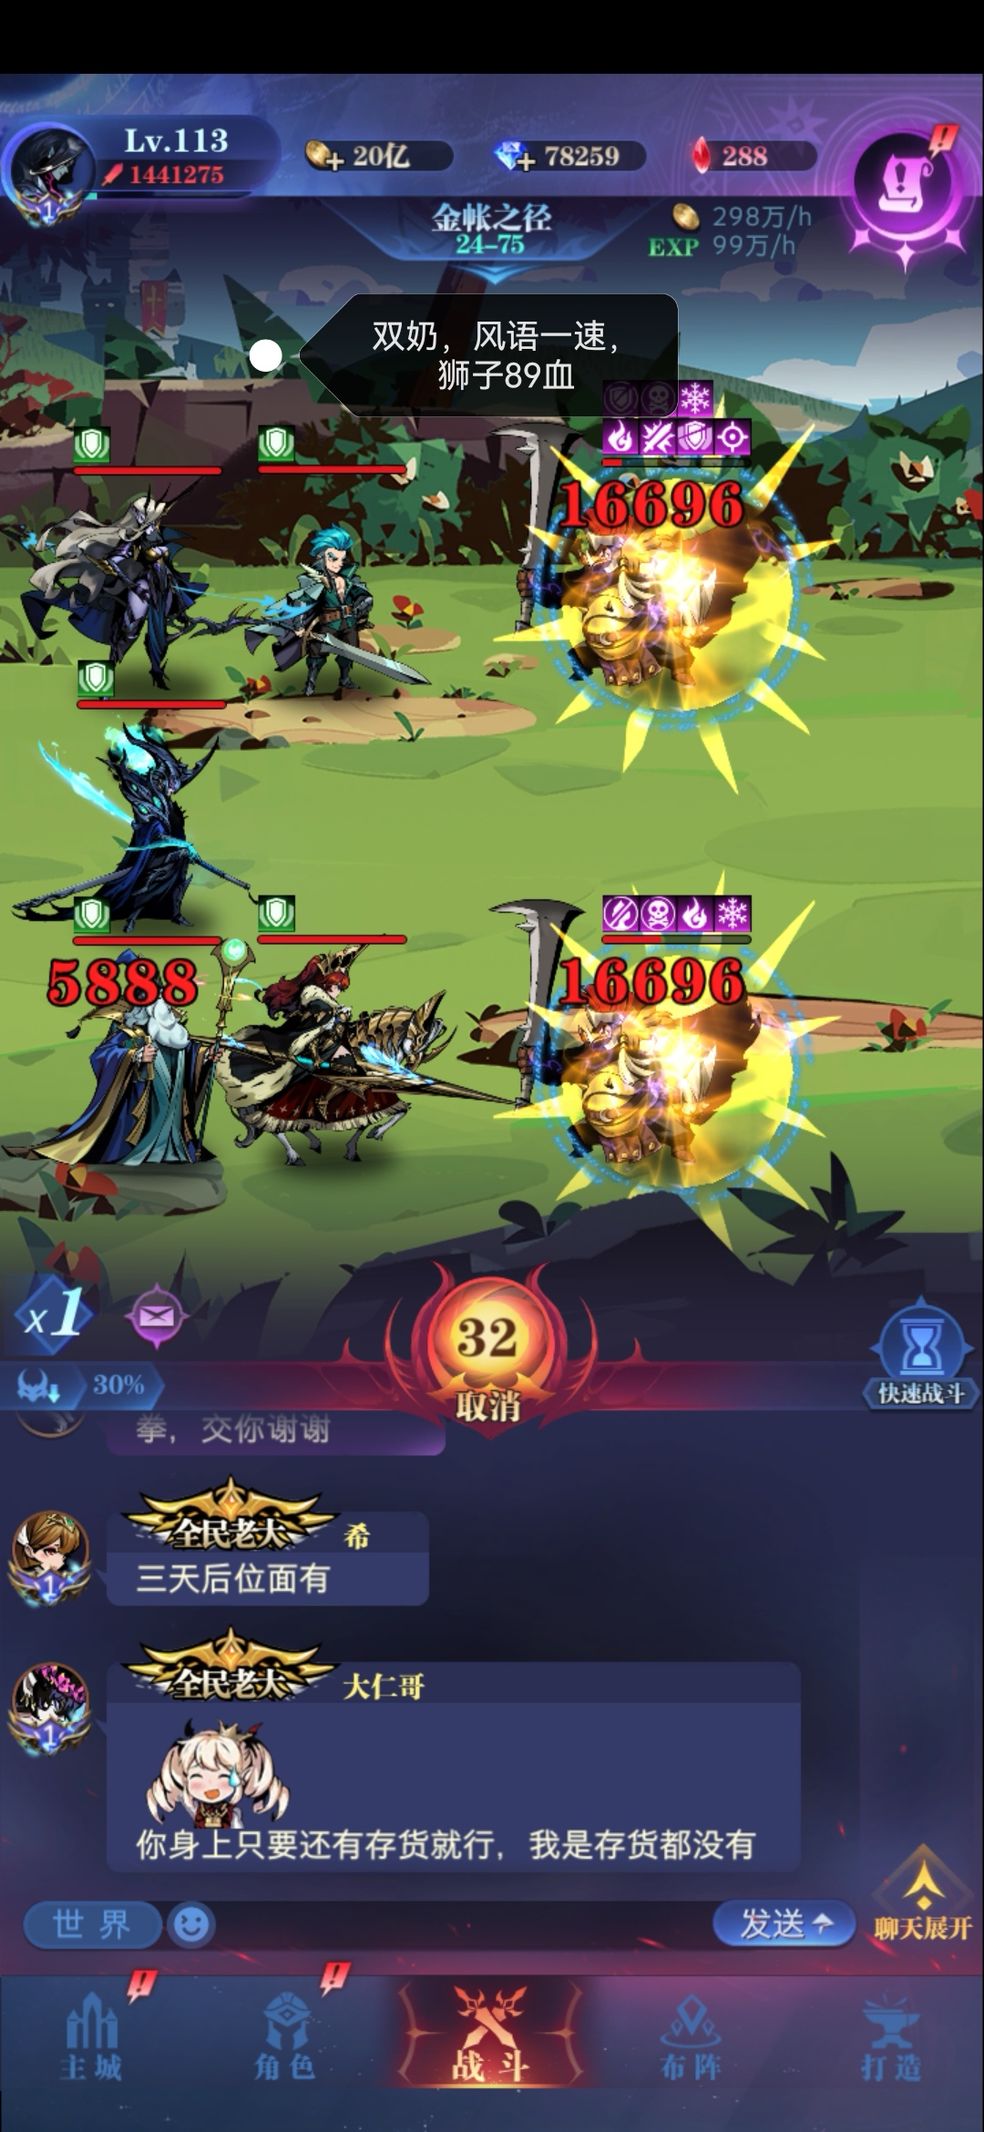 Lv.113
1441275
1
20亿
78259
288
金帐之径
24-75
298万/h
EXP 99万/h
双奶，风语一速，
狮子89血
16696
5888
16696
x1
32
取消
30%
快速战斗
拳，交你谢谢
全民老大 希
1
三天后位面有
全民老大 大仁哥
1
你身上只要还有存货就行，我是存货都没有
世界
发送
聊天展开
主城
角色
战斗
布阵
打造